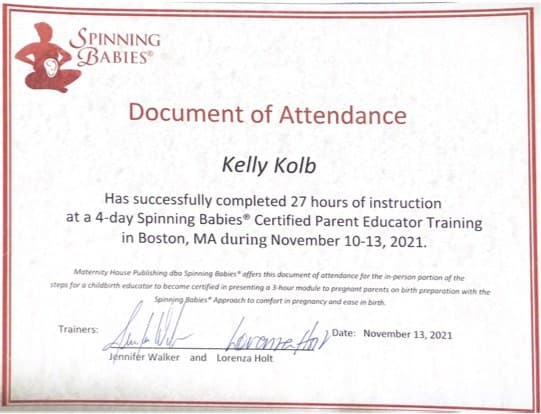 SPINNING
BABIES®
Document of Attendance
Kelly Kolb
Has successfully completed 27 hours of instruction
at a 4-day Spinning Babies® Certified Parent Educator Training
in Boston, MA during November 10-13, 2021.
Maternity House Publishing dba Spinning Babies® offers this document of attendance for the in-person portion of the
steps for a childbirth educator to become certified in presenting a 3-hour module to pregnant parents on birth preparation with the
Spinning Babies® Approach to comfort in pregnancy and ease in birth.
Trainers: Lorenza Holt Date: November 13, 2021
Jennifer Walker and Lorenza Holt